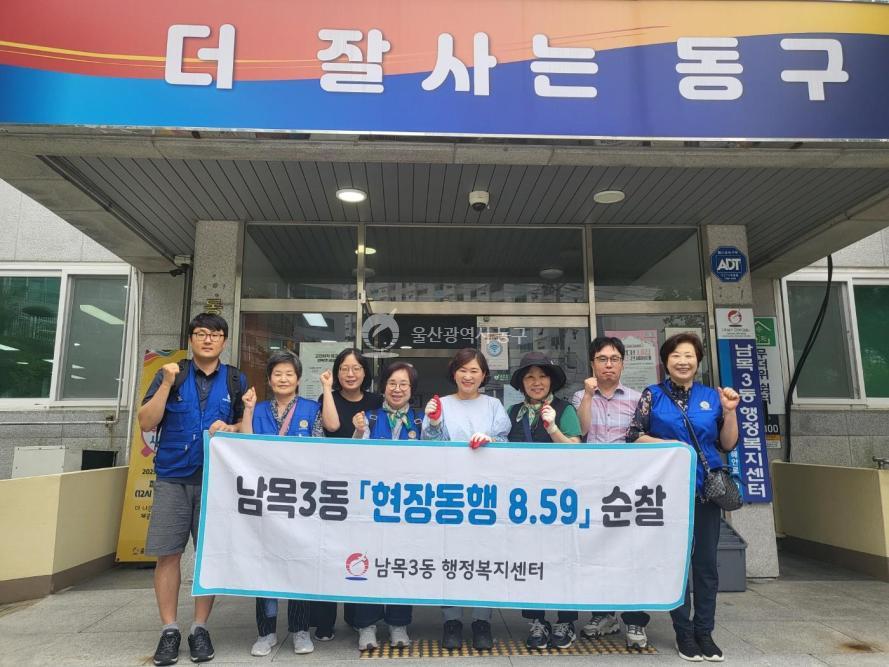 더 잘사는 동구
울산광역시 동구
ADT
남목3동행정복지센터
남목3동 「현장동행 8.59」 순찰
남목3동 행정복지센터